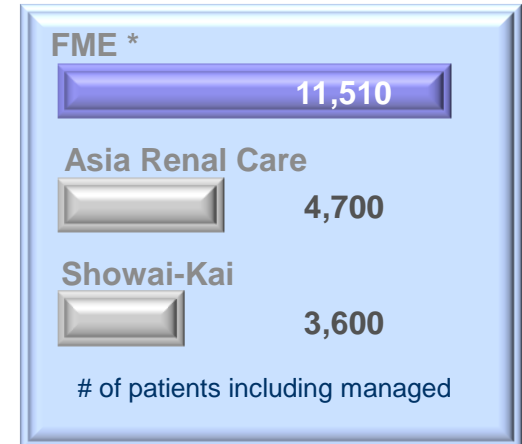 FME *
11,510
Asia Renal Care
4,700
Showai-Kai
3,600
# of patients including managed